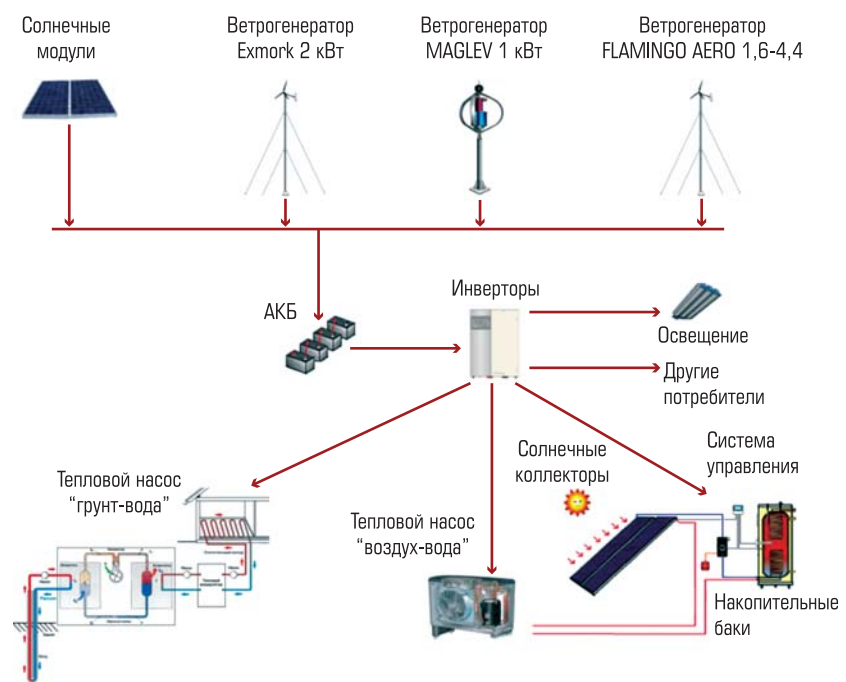 Солнечные
модули
Ветрогенератор
Exmork 2 кВт
Ветрогенератор
MAGLEV 1 кВт
Ветрогенератор
FLAMINGO AERO 1,6-4,4
АКБ
Инверторы
Освещение
Другие
потребители
Тепловой насос
“грунт-вода”
Тепловой насос
“воздух-вода”
Солнечные
коллекторы
Система
управления
Накопительные
баки